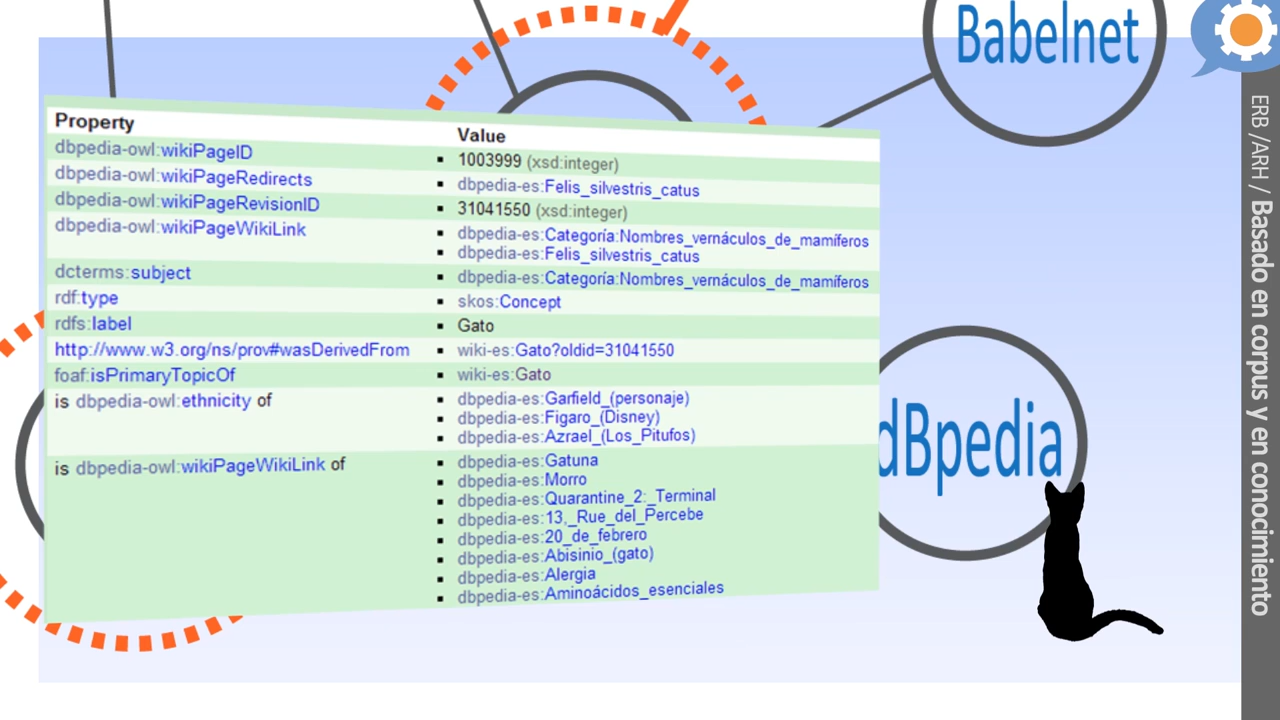 Babelnet
Property Value
dbpedia-owl:wikiPageID ▪ 1003999 (xsd:integer)
dbpedia-owl:wikiPageRedirects ▪ dbpedia-es:Felis_silvestris_catus
dbpedia-owl:wikiPageRevisionID ▪ 31041550 (xsd:integer)
dbpedia-owl:wikiPageWikiLink ▪ dbpedia-es:Categoría:Nombres_vernáculos_de_mamíferos
▪ dbpedia-es:Felis_silvestris_catus
dcterms:subject ▪ dbpedia-es:Categoría:Nombres_vernáculos_de_mamíferos
rdf:type ▪ skos:Concept
rdfs:label ▪ Gato
http://www.w3.org/ns/prov#wasDerivedFrom ▪ wiki-es:Gato?oldid=31041550
foaf:isPrimaryTopicOf ▪ wiki-es:Gato
is dbpedia-owl:ethnicity of ▪ dbpedia-es:Garfield_(personaje)
▪ dbpedia-es:Figaro_(Disney)
▪ dbpedia-es:Azrael_(Los_Pitufos)
is dbpedia-owl:wikiPageWikiLink of ▪ dbpedia-es:Gatuna
▪ dbpedia-es:Morro
▪ dbpedia-es:Quarantine_2:_Terminal
▪ dbpedia-es:13,_Rue_del_Percebe
▪ dbpedia-es:20_de_febrero
▪ dbpedia-es:Abisinio_(gato)
▪ dbpedia-es:Alergia
▪ dbpedia-es:Aminoácidos_esenciales
dBpedia
ERB /ARH / Basado en corpus y en conocimiento